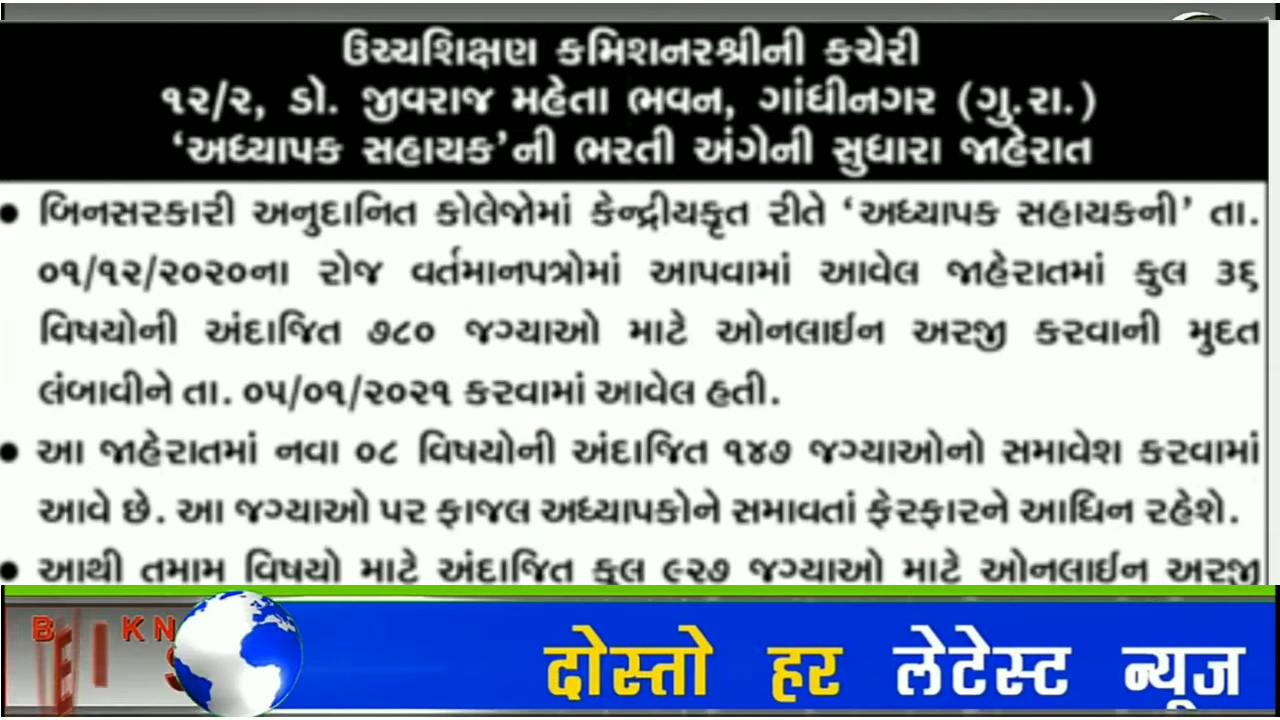 ઉચ્ચશિક્ષણ કમિશનરશ્રીની કચેરી
૧૨/૨, ડો. જીવરાજ મહેતા ભવન, ગાંધીનગર (ગુ.રા.)
‘અધ્યાપક સહાયક’ની ભરતી અંગેની સુધારા જાહેરાત
● બિનસરકારી અનુદાનિત કોલેજોમાં કેન્દ્રીયકૃત રીતે ‘અધ્યાપક સહાયકની’ તા.
૦૧/૧૨/૨૦૨૦ના રોજ વર્તમાનપત્રોમાં આપવામાં આવેલ જાહેરાતમાં કુલ ૩૬
વિષયોની અંદાજિત ૭૮૦ જગ્યાઓ માટે ઓનલાઈન અરજી કરવાની મુદત
લંબાવીને તા. ૦૫/૦૧/૨૦૨૧ કરવામાં આવેલ હતી.
● આ જાહેરાતમાં નવા ૦૮ વિષયોની અંદાજિત ૧૪૭ જગ્યાઓનો સમાવેશ કરવામાં
આવે છે. આ જગ્યાઓ પર ફાજલ અધ્યાપકોને સમાવતાં ફેરફારને આધિન રહેશે.
● આથી તમામ વિષયો માટે અંદાજિત કુલ ૯૨૭ જગ્યાઓ માટે ઓનલાઈન અરજી
दोस्तो हर लेटेस्ट न्यूज